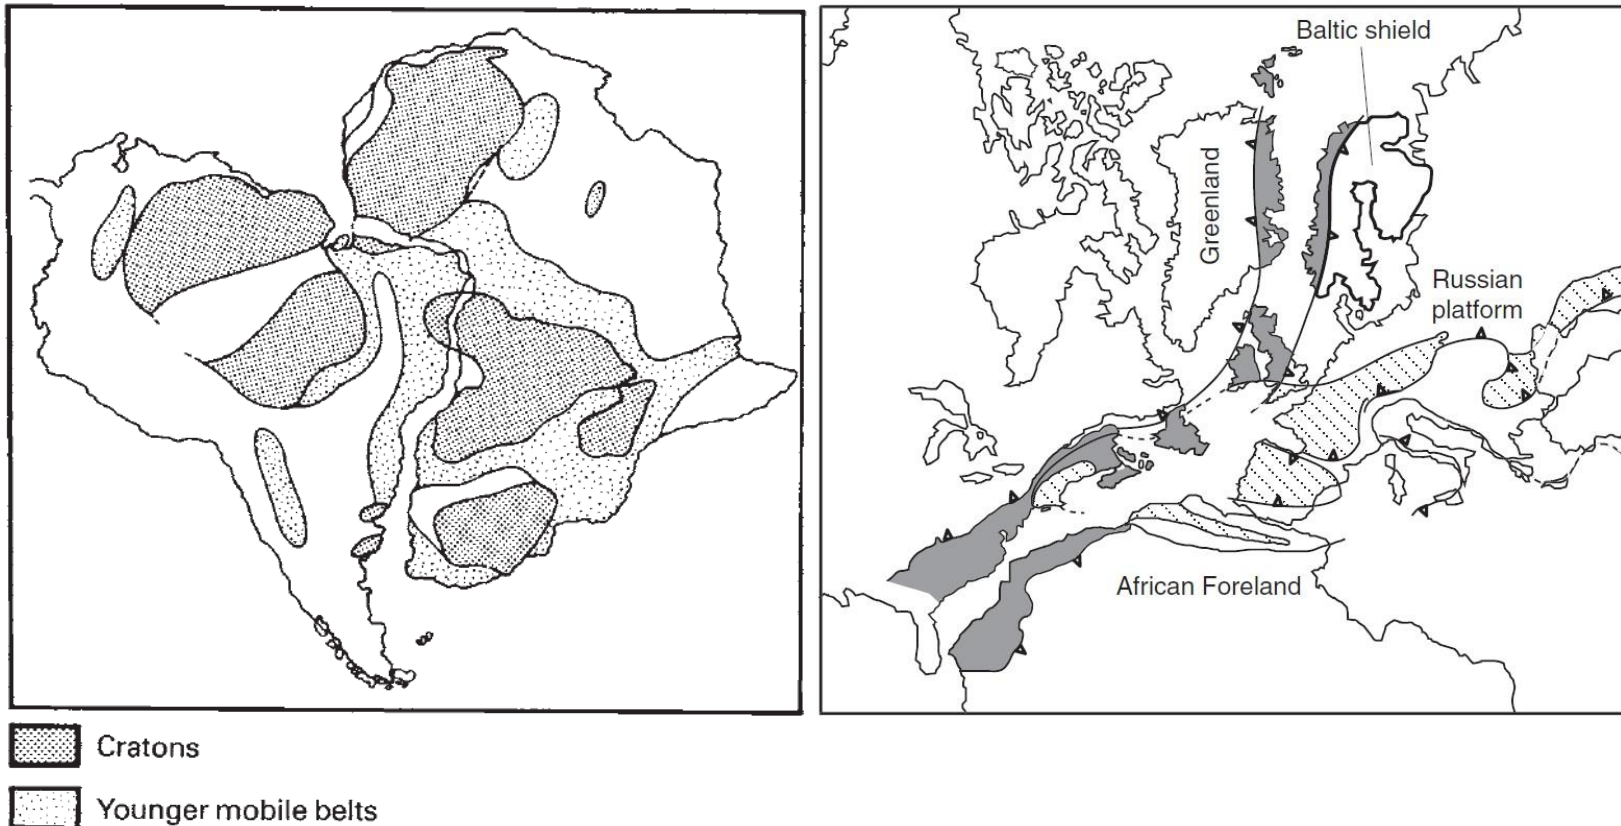 Baltic shield
Greenland
Russian
platform
African Foreland
Cratons
Younger mobile belts